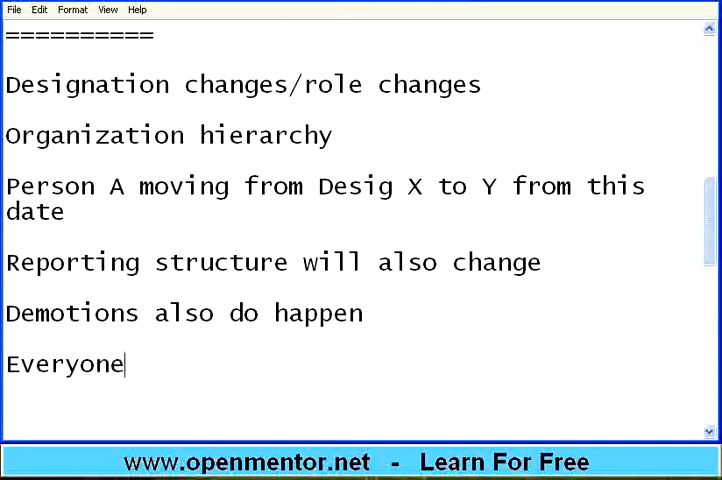 File Edit Format View Help
==========
Designation changes/role changes
Organization hierarchy
Person A moving from Desig X to Y from this
date
Reporting structure will also change
Demotions also do happen
Everyone
www.openmentor.net - Learn For Free